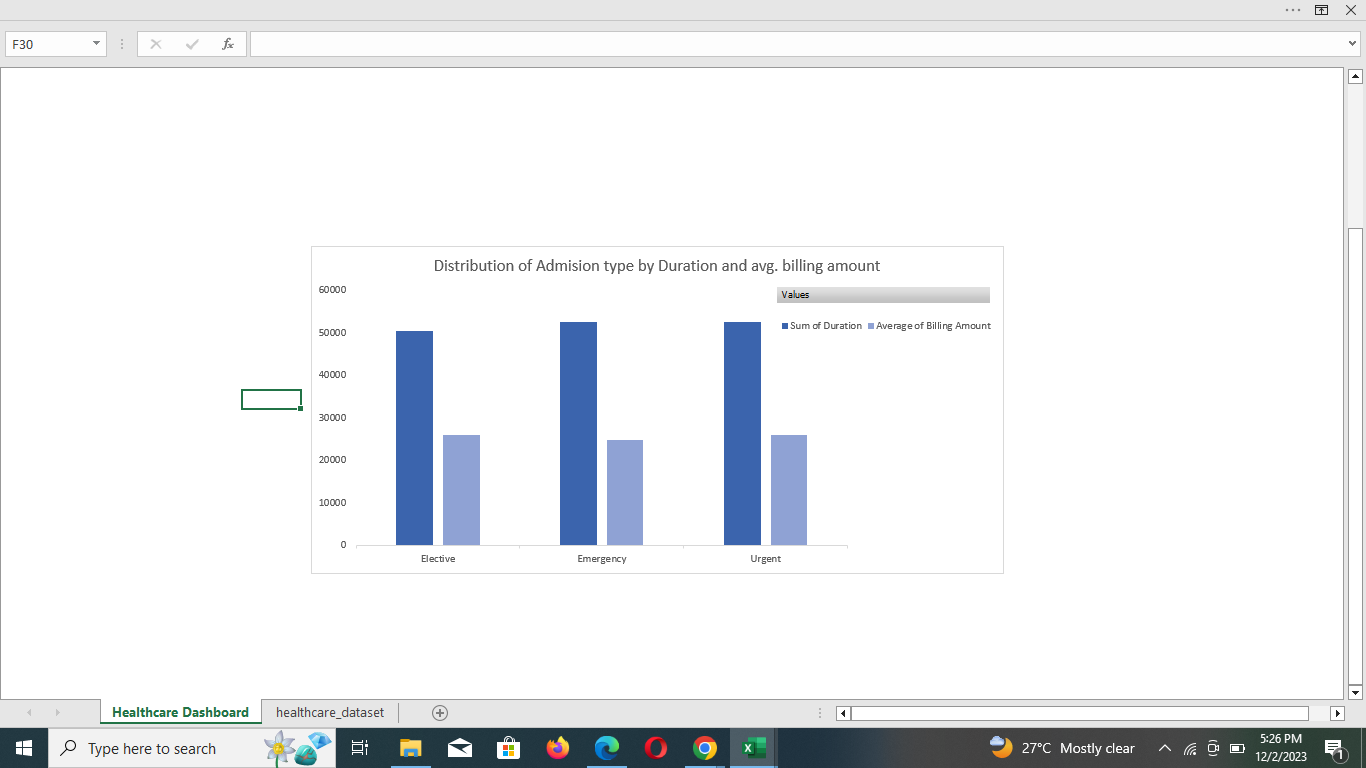 F30
fx
Distribution of Admision type by Duration and avg. billing amount
60000
Values
50000
Sum of Duration Average of Billing Amount
40000
30000
20000
10000
0
Elective Emergency Urgent
Healthcare Dashboard healthcare_dataset
Type here to search
27°C Mostly clear
5:26 PM
12/2/2023
1